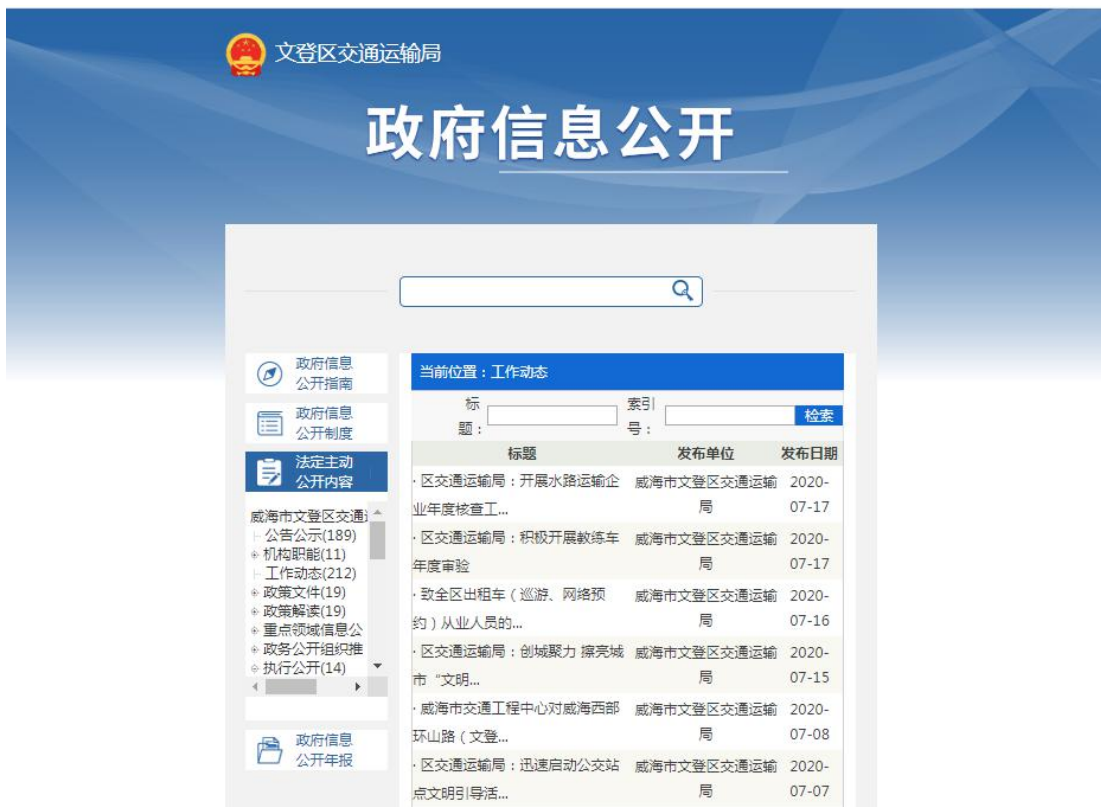 文登区交通运输局
政府信息公开
政府信息
公开指南
政府信息
公开制度
法定主动
公开内容
威海市文登区交通运
公告公示(189)
机构职能(11)
工作动态(212)
政策文件(19)
政策解读(19)
重点领域信息公
政务公开组织推
执行公开(14)
政府信息
公开年报
当前位置：工作动态
标
题：
索引
号：
检索
标题 发布单位 发布日期
· 区交通运输局：开展水路运输企 威海市文登区交通运输 2020-
业年度核查工... 局 07-17
· 区交通运输局：积极开展教练车 威海市文登区交通运输 2020-
年度审验 局 07-17
· 致全区出租车（巡游、网络预 威海市文登区交通运输 2020-
约）从业人员的... 局 07-16
· 区交通运输局：创城聚力 擦亮城 威海市文登区交通运输 2020-
市“文明... 局 07-15
· 威海市交通工程中心对威海西部 威海市文登区交通运输 2020-
环山路（文登... 局 07-08
· 区交通运输局：迅速启动公交站 威海市文登区交通运输 2020-
点文明引导活... 局 07-07